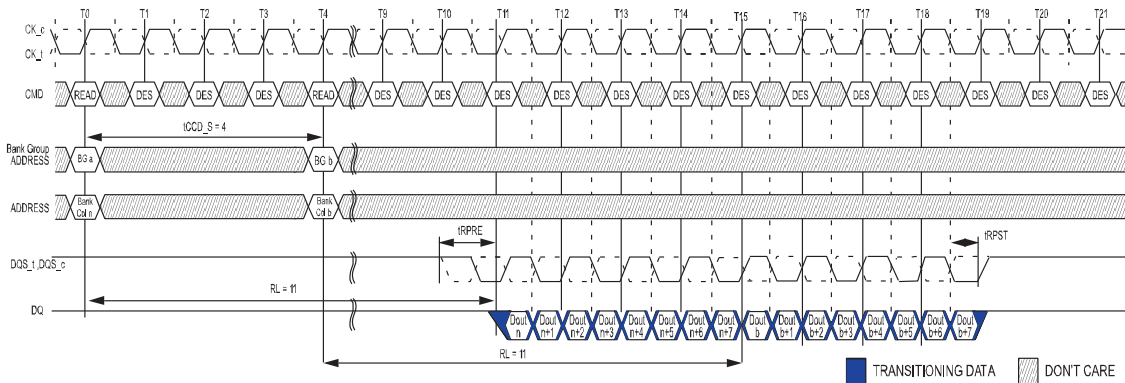 T0 T1 T2 T3 T4 T9 T10 T11 T12 T13 T14 T15 T16 T17 T18 T19 T20 T21
CK_c
CK_t
CMD READ DES DES DES READ DES DES DES DES DES DES DES DES DES DES DES DES DES
tCCD_S = 4
Bank Group
ADDRESS BG a BG b
ADDRESS Bank Col n Bank Col b
tRPRE tRPST
DQS_t ,DQS_c
RL = 11
DQ Dout n Dout n+1 Dout n+2 Dout n+3 Dout n+4 Dout n+5 Dout n+6 Dout n+7 Dout b Dout b+1 Dout b+2 Dout b+3 Dout b+4 Dout b+5 Dout b+6 Dout b+7
RL = 11
TRANSITIONING DATA DON'T CARE